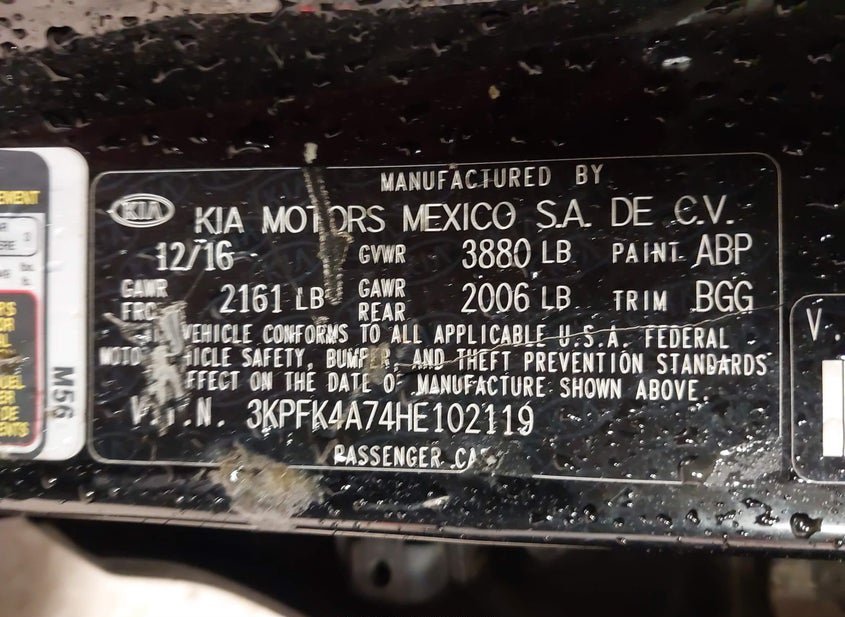 MANUFACTURED BY
KIA KIA MOTORS MEXICO S.A. DE C.V.
12/16 GVWR 3880 LB PAINT ABP
GAWR FRT 2161 LB GAWR REAR 2006 LB TRIM BGG
VEHICLE CONFORMS TO ALL APPLICABLE U.S.A. FEDERAL
SAFETY, BUMPER, AND THEFT PREVENTION STANDARDS
ON THE DATE OF MANUFACTURE SHOWN ABOVE.
V.I.N. 3KPFK4A74HE102119
PASSENGER CAR
M56